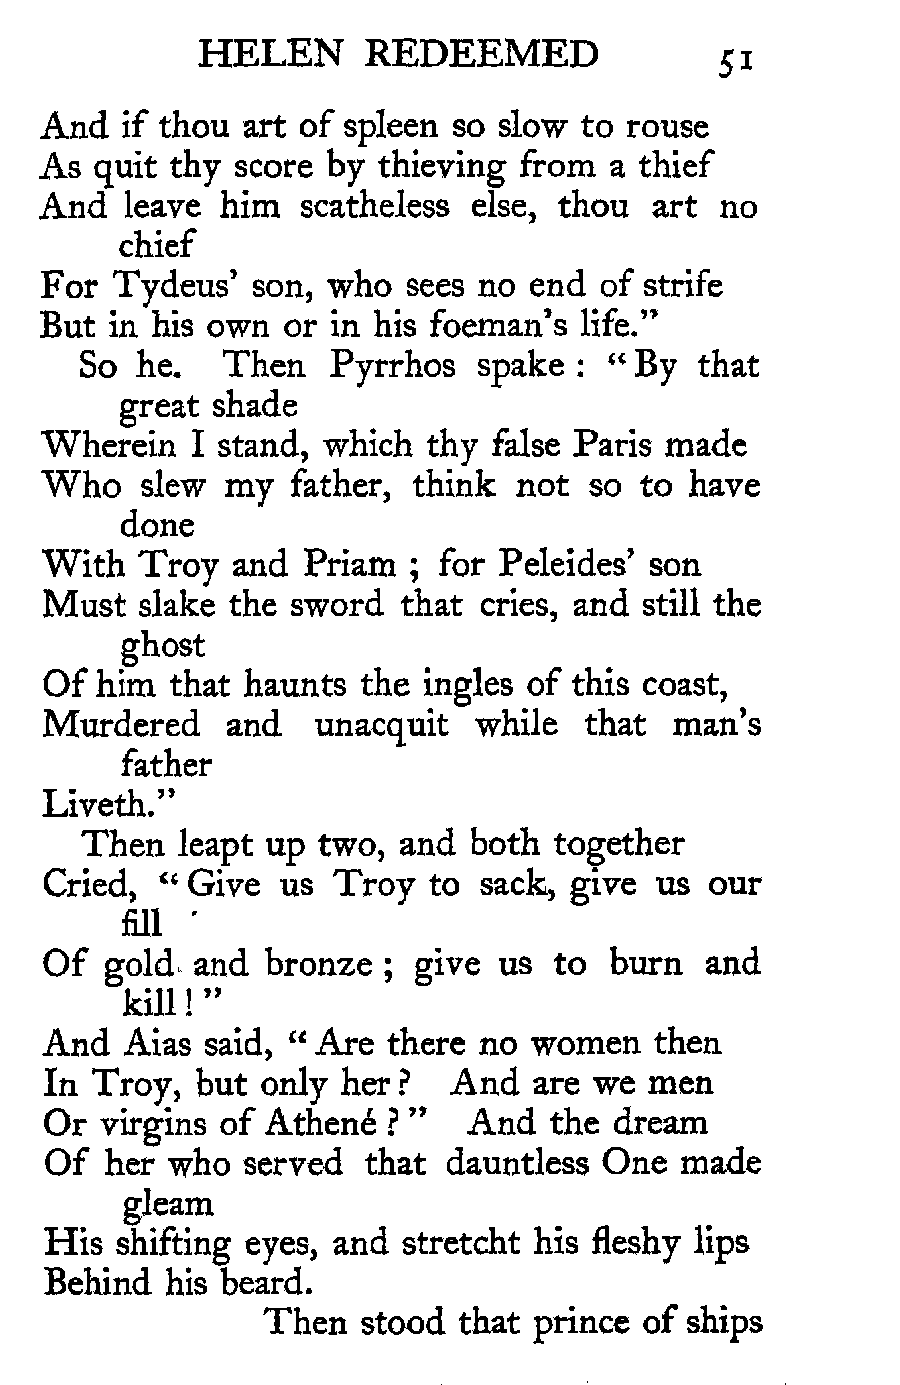 HELEN REDEEMED 51
And if thou art of spleen so slow to rouse
As quit thy score by thieving from a thief
And leave him scatheless else, thou art no
chief
For Tydeus' son, who sees no end of strife
But in his own or in his foeman's life."
So he. Then Pyrrhos spake : "By that
great shade
Wherein I stand, which thy false Paris made
Who slew my father, think not so to have
done
With Troy and Priam ; for Peleides' son
Must slake the sword that cries, and still the
ghost
Of him that haunts the ingles of this coast,
Murdered and unacquit while that man's
father
Liveth."
Then leapt up two, and both together
Cried, "Give us Troy to sack, give us our
fill
Of gold and bronze ; give us to burn and
kill ! "
And Aias said, "Are there no women then
In Troy, but only her ? And are we men
Or virgins of Athené ? " And the dream
Of her who served that dauntless One made
gleam
His shifting eyes, and stretcht his fleshy lips
Behind his beard.
Then stood that prince of ships